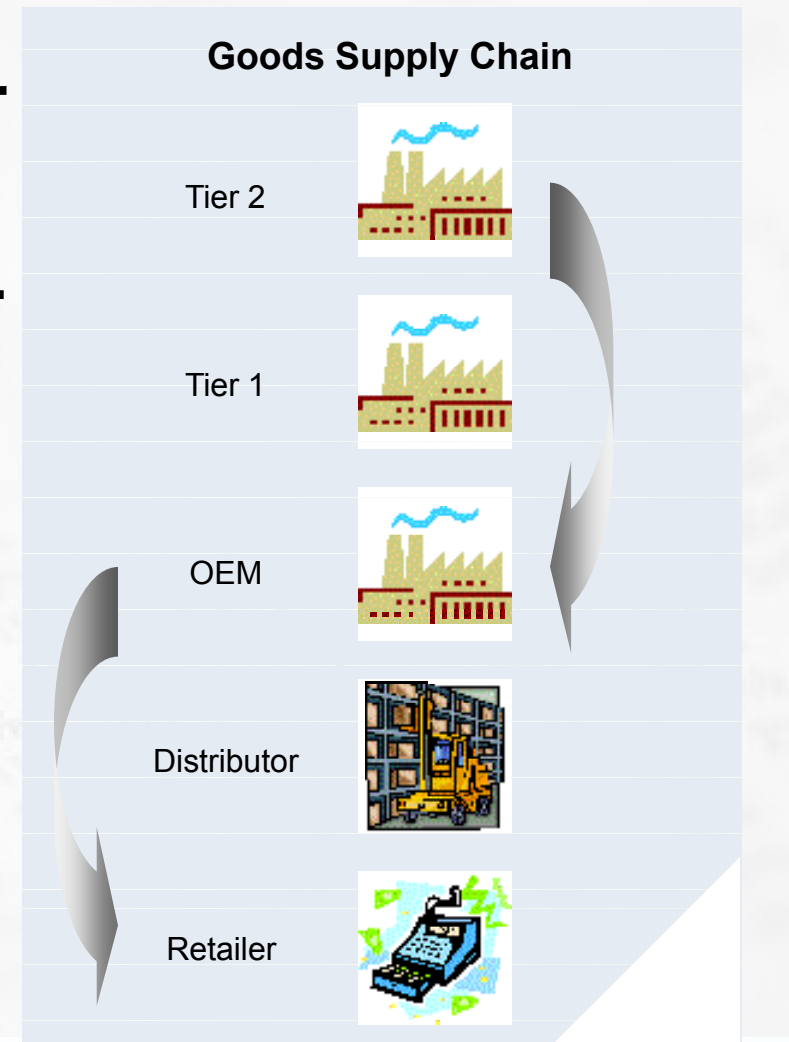 Goods Supply Chain
Tier 2
Tier 1
OEM
Distributor
Retailer